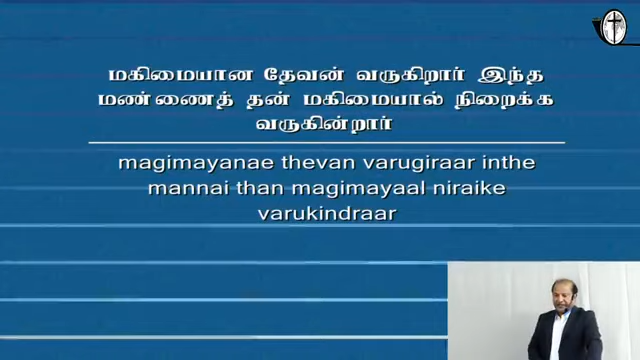 மகிமையான தேவன் வருகிறார் இந்த
மண்ணைத் தன் மகிமையால் நிறைக்க
வருகின்றார்
magimayanae thevan varugiraar inthe
mannai than magimayaal niraike
varukindraar